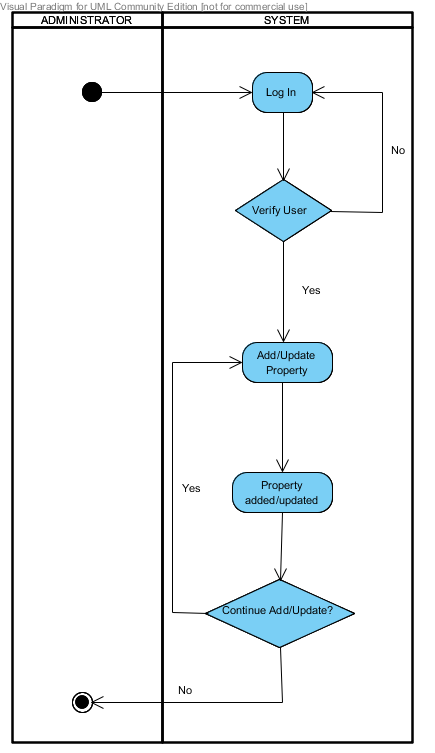 Visual Paradigm for UML Community Edition [not for commercial use]
ADMINISTRATOR
SYSTEM
Log In
No
Verify User
Yes
Add/Update
Property
Yes
Property
added/updated
Continue Add/Update?
No